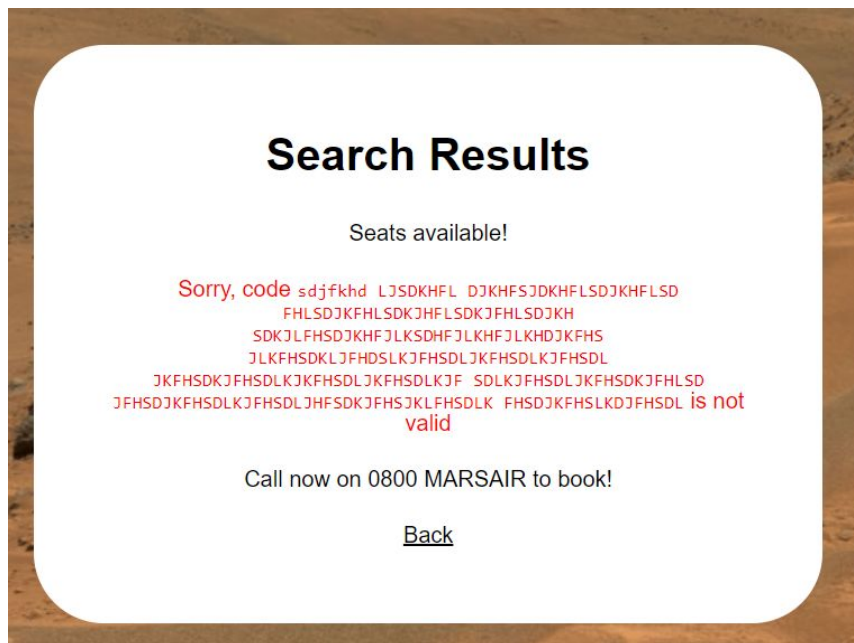 Search Results
Seats available!
Sorry, code sdjfkhd LJSDKHFL DJKHFSJDKHFLSDJKHFLSD
FHLSDJKFHLSDKJHFLSDKJFHLSDJKH
SDKJLFHSDJKHFJLKSDHFJLKHFJLKHDJKFHS
JLKFHSDKLJFHDSLKJFHSDLJKFHSDLKJFHSDL
JKFHSDKJFHSDLKJKFHSDLJKFHSDLKJF SDLKJFHSDLJKFHSDKJFHLSD
JFHSDJKFHSDLKJFHSDLJHFSDKJFHSJKLFHSDLK FHSDJKFHSLKDJFHSDL is not
valid
Call now on 0800 MARSAIR to book!
Back